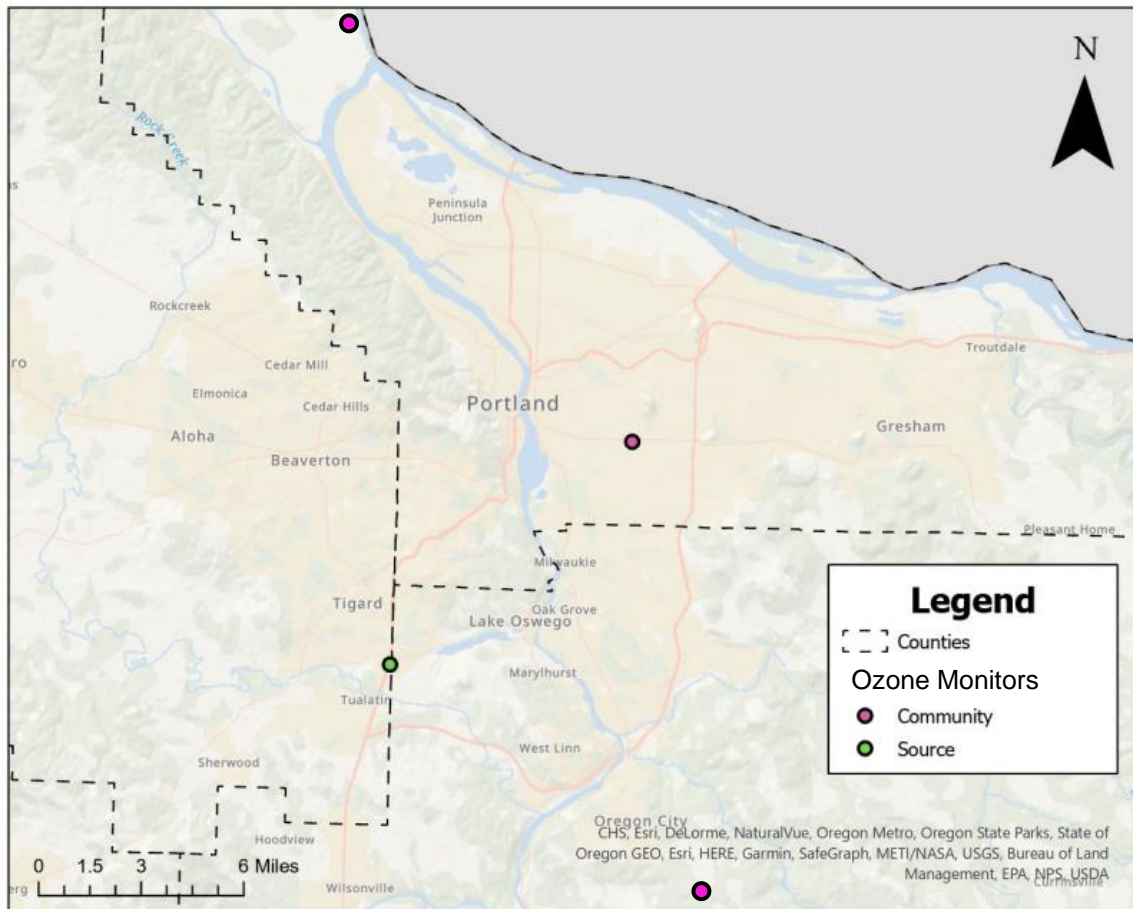 N
Rock Creek
Peninsula
Junction
Rockcreek
Troutdale
Cedar Mill
Elmonica
Cedar Hills
Portland
Aloha
Gresham
Beaverton
Pleasant Home
Milwaukie
Tigard
Oak Grove
Lake Oswego
Marylhurst
Tualatin
West Linn
Sherwood
Oregon City
Hoodview
Wilsonville
Legend
Counties
Ozone Monitors
Community
Source
0 1.5 3 6 Miles
CHS, Esri, DeLorme, NaturalVue, Oregon Metro, Oregon State Parks, State of
Oregon GEO, Esri, HERE, Garmin, SafeGraph, METI/NASA, USGS, Bureau of Land
Management, EPA, NPS, USDA